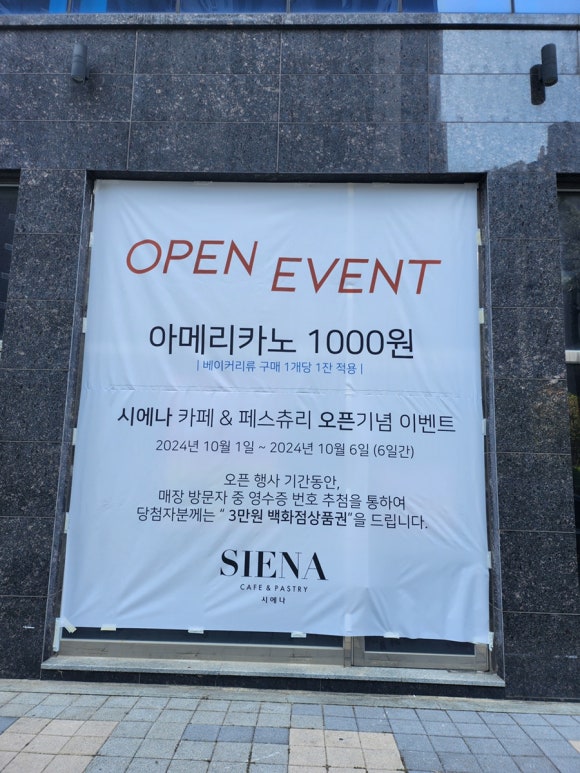 OPEN EVENT
아메리카노 1000원
| 베이커리류 구매 1개당 1잔 적용 |
시에나 카페 & 페스츄리 오픈기념 이벤트
2024년 10월 1일 ~ 2024년 10월 6일 (6일간)
오픈 행사 기간동안,
매장 방문자 중 영수증 번호 추첨을 통하여
당첨자분께는 “ 3만원 백화점상품권”을 드립니다.
SIENA
CAFE & PASTRY
시에나